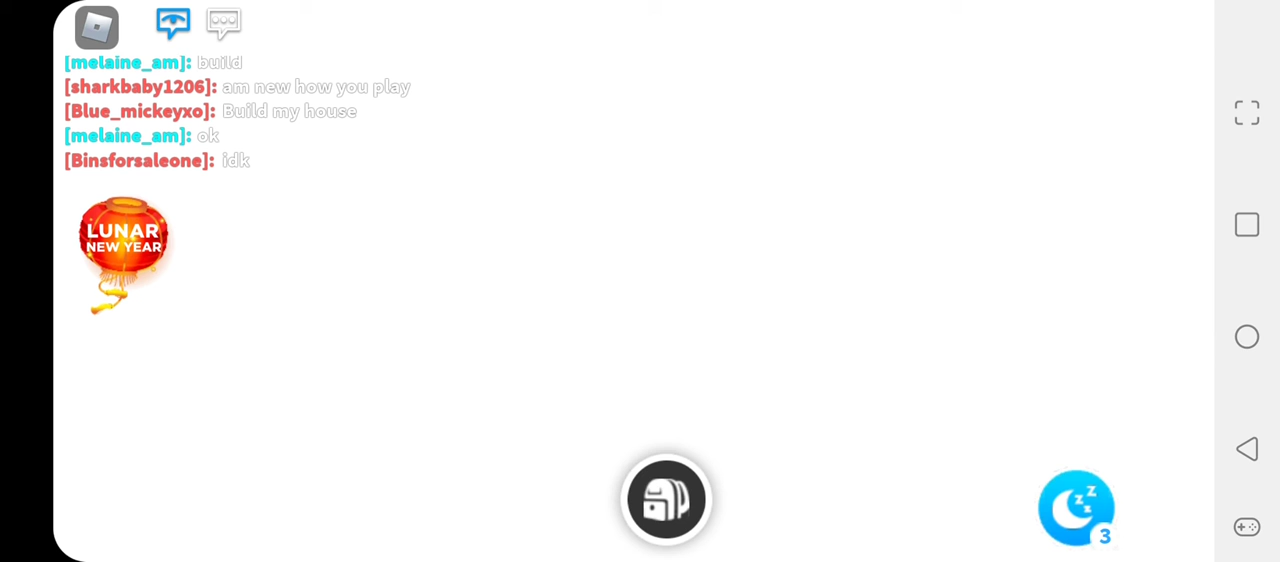 [melaine_am]: build
[sharkbaby1206]: am new how you play
[Blue_mickeyxo]: Build my house
[melaine_am]: ok
[Binsforsaleone]: idk
LUNAR
NEW YEAR
z z z
3